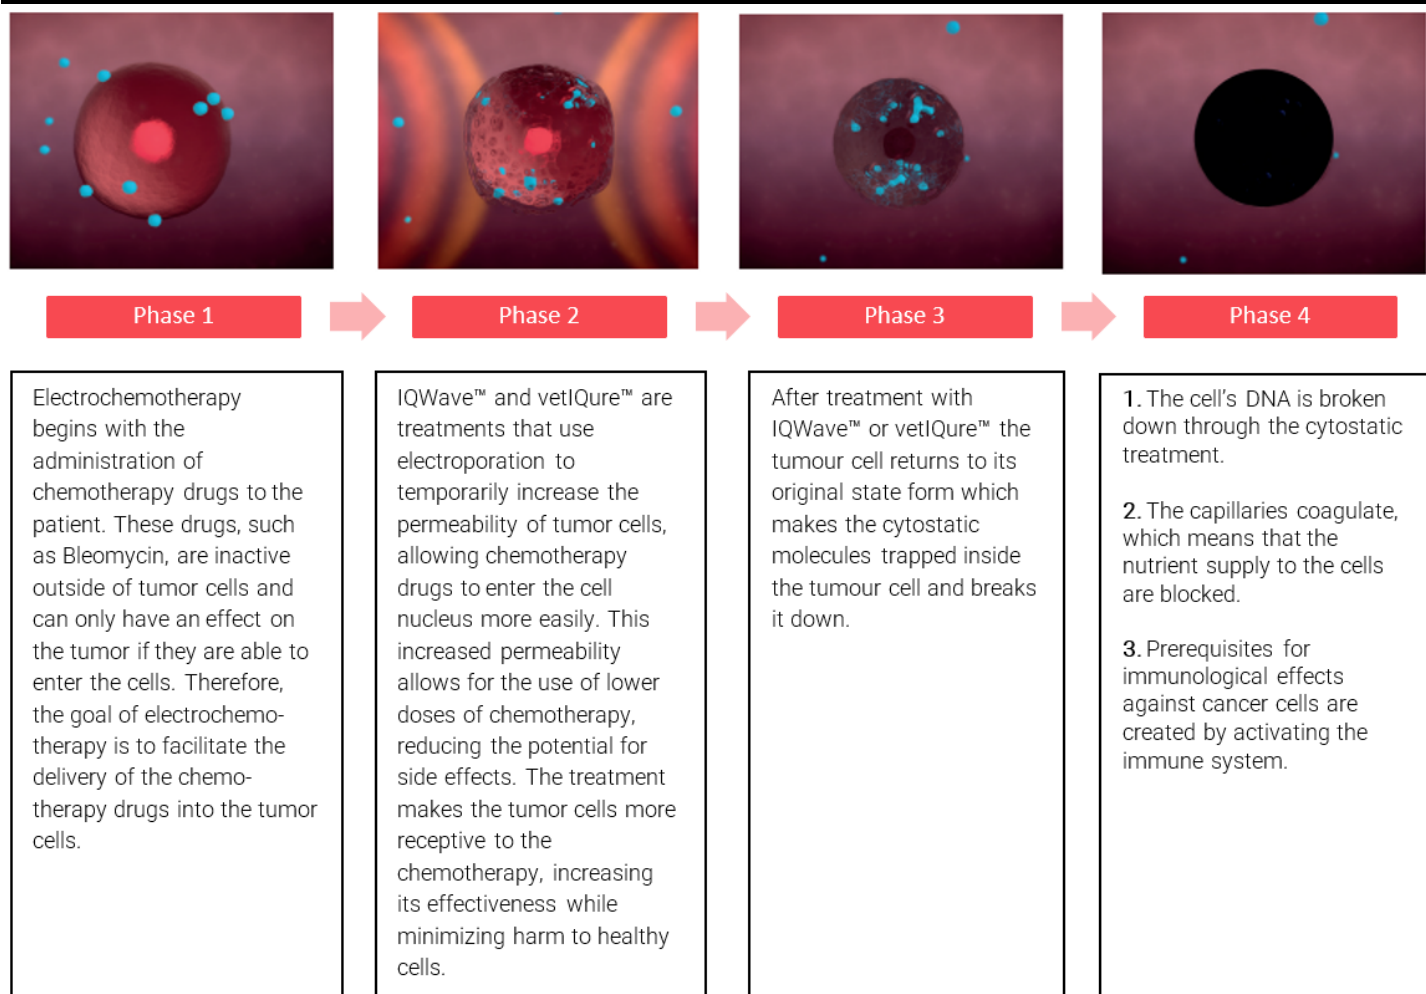 Phase 1
Phase 2
Phase 3
Phase 4
Electrochemotherapy
begins with the
administration of
chemotherapy drugs to the
patient. These drugs, such
as Bleomycin, are inactive
outside of tumor cells and
can only have an effect on
the tumor if they are able to
enter the cells. Therefore,
the goal of electrochemo-
therapy is to facilitate the
delivery of the chemo-
therapy drugs into the tumor
cells.
IQWave™ and vetIQure™ are
treatments that use
electroporation to
temporarily increase the
permeability of tumor cells,
allowing chemotherapy
drugs to enter the cell
nucleus more easily. This
increased permeability
allows for the use of lower
doses of chemotherapy,
reducing the potential for
side effects. The treatment
makes the tumor cells more
receptive to the
chemotherapy, increasing
its effectiveness while
minimizing harm to healthy
cells.
After treatment with
IQWave™ or vetIQure™ the
tumour cell returns to its
original state form which
makes the cytostatic
molecules trapped inside
the tumour cell and breaks
it down.
1. The cell's DNA is broken
down through the cytostatic
treatment.
2. The capillaries coagulate,
which means that the
nutrient supply to the cells
are blocked.
3. Prerequisites for
immunological effects
against cancer cells are
created by activating the
immune system.